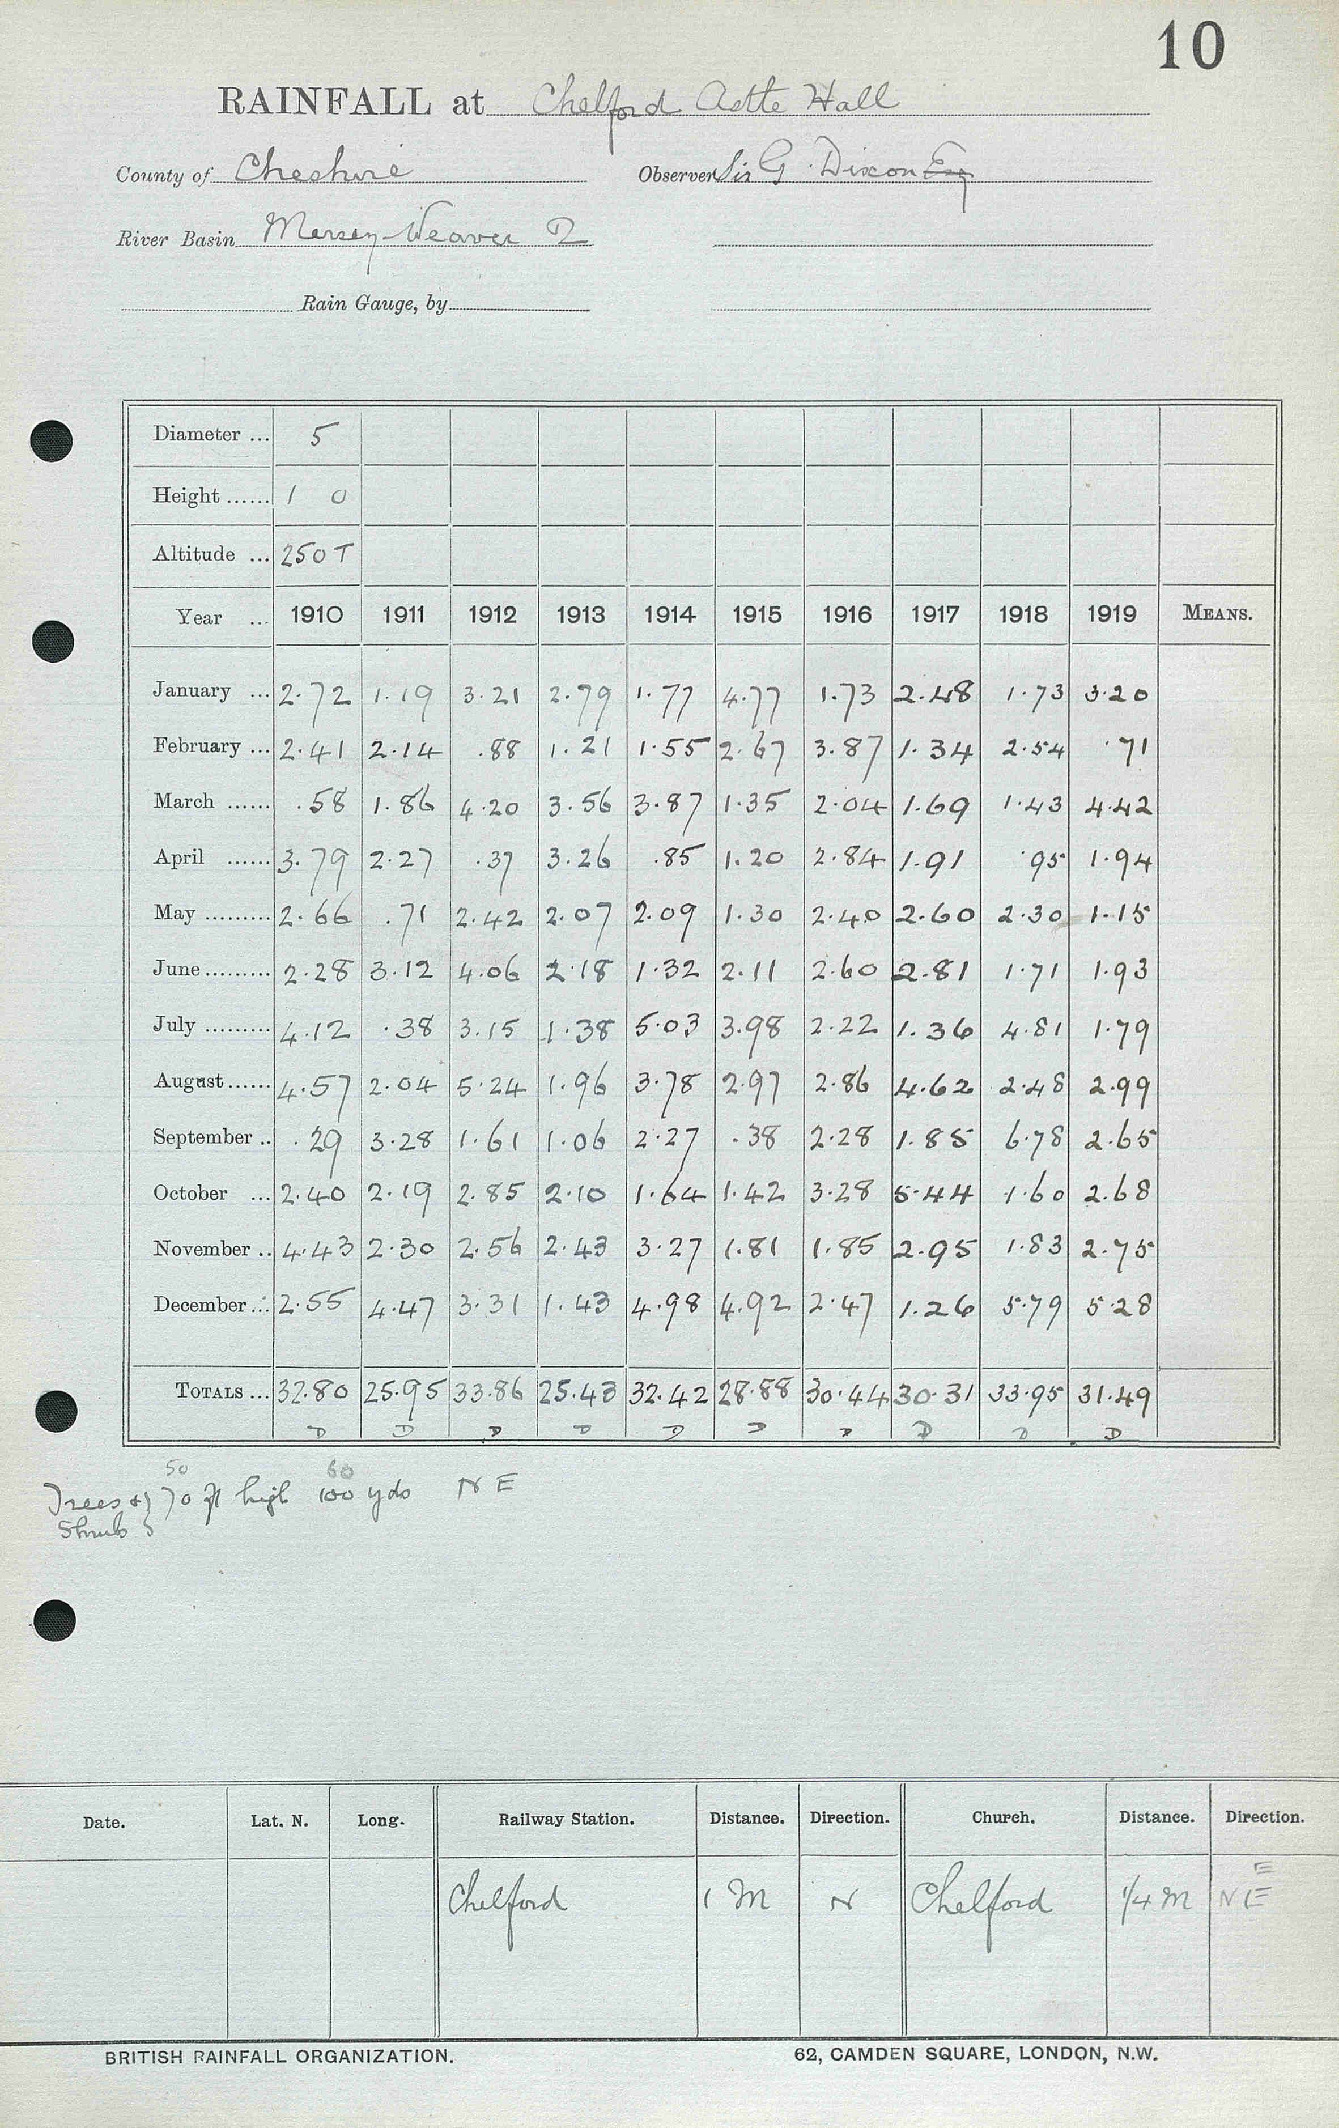 10
RAINFALL at Chelford Astle Hall
County of Cheshire Observer Sir G. Dixon Esq
River Basin Mersey-Weaver D
Rain Gauge, by
Diameter ... 5
Height ...... 1 0
Altitude ... 250 T
Year ... 1910 1911 1912 1913 1914 1915 1916 1917 1918 1919 MEANS.
January ... 2.72 1.19 3.21 2.79 1.77 4.77 1.73 2.48 1.73 3.20
February ... 2.41 2.14 .88 1.21 1.55 2.67 3.87 1.34 2.54 .71
March ...... .58 1.86 4.20 3.56 3.87 1.35 2.04 1.69 1.43 4.42
April ...... 3.79 2.27 .37 3.26 .85 1.20 2.84 1.91 .95 1.94
May ......... 2.66 .71 2.42 2.07 2.09 1.30 2.40 2.60 2.30 1.15
June ......... 2.28 3.12 4.06 2.18 1.32 2.11 2.60 2.81 1.71 1.93
July ......... 4.12 .38 3.15 1.38 5.03 3.98 2.22 1.36 4.81 1.79
August ...... 4.57 2.04 5.24 1.96 3.78 2.97 2.86 4.62 2.48 2.99
September .. .29 3.28 1.61 1.06 2.27 .38 2.28 1.85 6.78 2.65
October ... 2.40 2.19 2.85 2.10 1.64 1.42 3.28 5.44 1.60 2.68
November .. 4.43 2.30 2.56 2.43 3.27 1.81 1.85 2.95 1.83 2.75
December ... 2.55 4.47 3.31 1.43 4.98 4.92 2.47 1.26 5.79 5.28
TOTALS ... 32.80 25.95 33.86 25.43 32.42 28.88 30.44 30.31 33.95 31.49
D D D D D D D D D D
50 60
Trees & 70 ft high 100 yds N E
Shrubs
Date. Lat. N. Long. Railway Station. Distance. Direction. Church. Distance. Direction.
E
Chelford 1 M N Chelford 1/4 M N E
BRITISH RAINFALL ORGANIZATION. 62, CAMDEN SQUARE, LONDON, N.W.